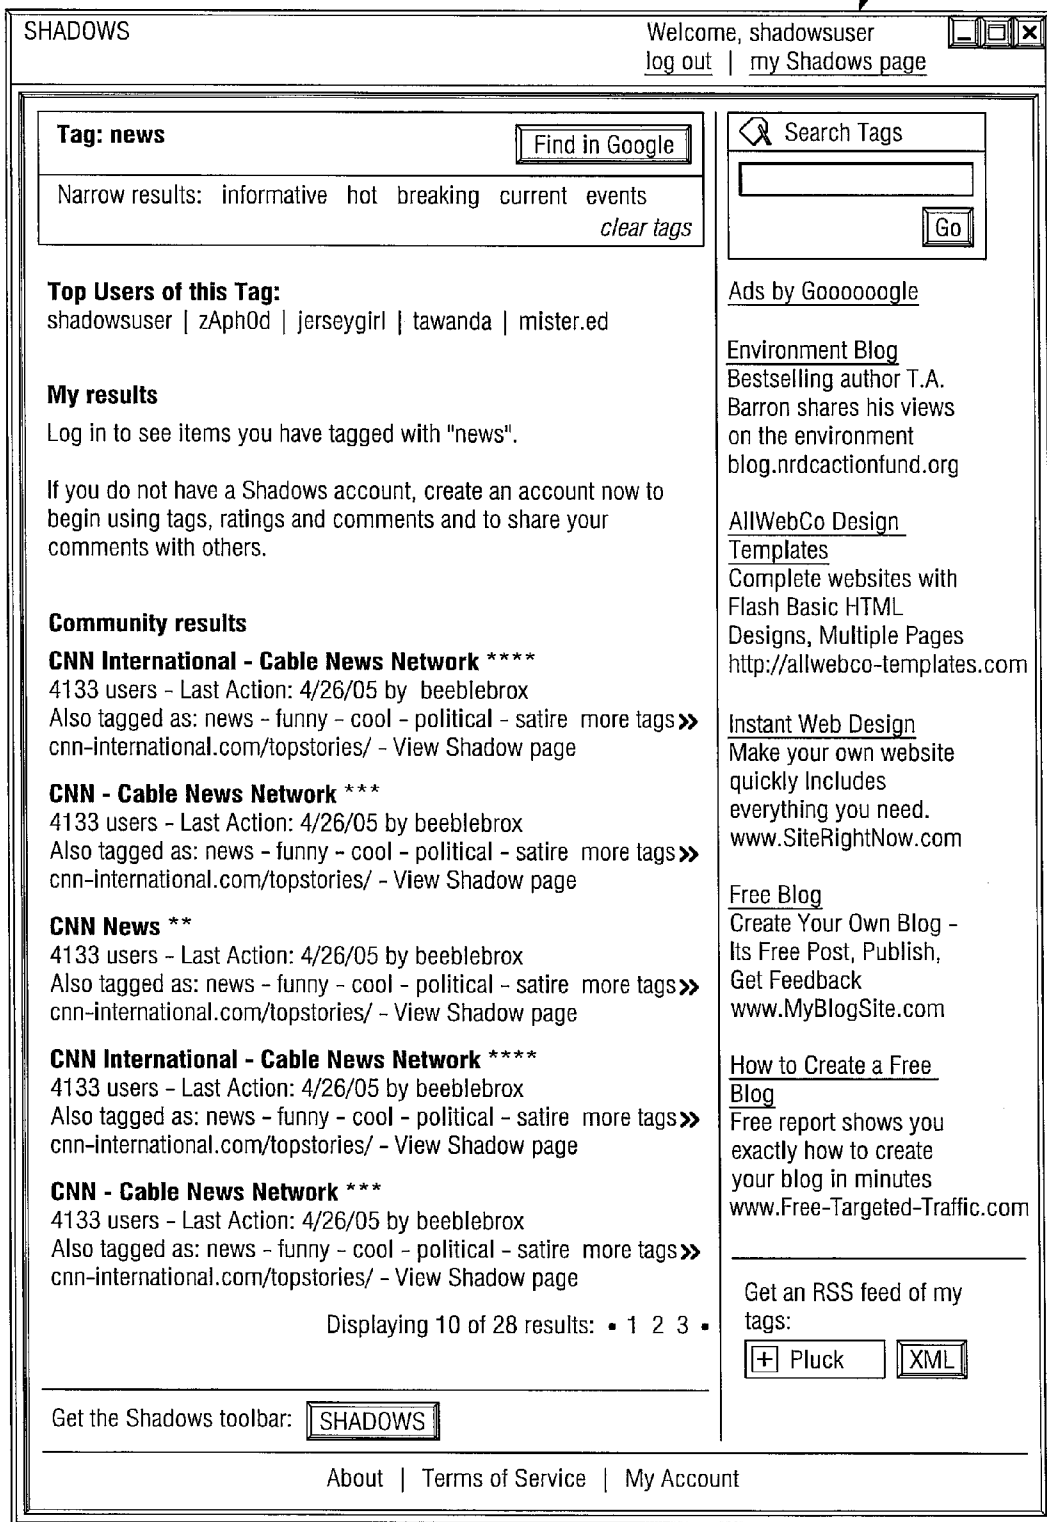 SHADOWS
Welcome, shadowsuser
log out | my Shadows page
Tag: news
Find in Google
Narrow results: informative hot breaking current events
clear tags
Top Users of this Tag:
shadowsuser | zAph0d | jerseygirl | tawanda | mister.ed
My results
Log in to see items you have tagged with "news".
If you do not have a Shadows account, create an account now to
begin using tags, ratings and comments and to share your
comments with others.
Community results
CNN International - Cable News Network ****
4133 users - Last Action: 4/26/05 by beeblebrox
Also tagged as: news - funny - cool - political - satire more tags»
cnn-international.com/topstories/ - View Shadow page
CNN - Cable News Network ***
4133 users - Last Action: 4/26/05 by beeblebrox
Also tagged as: news - funny - cool - political - satire more tags»
cnn-international.com/topstories/ - View Shadow page
CNN News **
4133 users - Last Action: 4/26/05 by beeblebrox
Also tagged as: news - funny - cool - political - satire more tags»
cnn-international.com/topstories/ - View Shadow page
CNN International - Cable News Network ****
4133 users - Last Action: 4/26/05 by beeblebrox
Also tagged as: news - funny - cool - political - satire more tags»
cnn-international.com/topstories/ - View Shadow page
CNN - Cable News Network ***
4133 users - Last Action: 4/26/05 by beeblebrox
Also tagged as: news - funny - cool - political - satire more tags»
cnn-international.com/topstories/ - View Shadow page
Displaying 10 of 28 results: • 1 2 3 •
Get the Shadows toolbar: SHADOWS
Search Tags
Go
Ads by Goooooogle
Environment Blog
Bestselling author T.A.
Barron shares his views
on the environment
blog.nrdcactionfund.org
AllWebCo Design
Templates
Complete websites with
Flash Basic HTML
Designs, Multiple Pages
http://allwebco-templates.com
Instant Web Design
Make your own website
quickly Includes
everything you need.
www.SiteRightNow.com
Free Blog
Create Your Own Blog -
Its Free Post, Publish,
Get Feedback
www.MyBlogSite.com
How to Create a Free
Blog
Free report shows you
exactly how to create
your blog in minutes
www.Free-Targeted-Traffic.com
Get an RSS feed of my
tags:
+ Pluck XML
About | Terms of Service | My Account